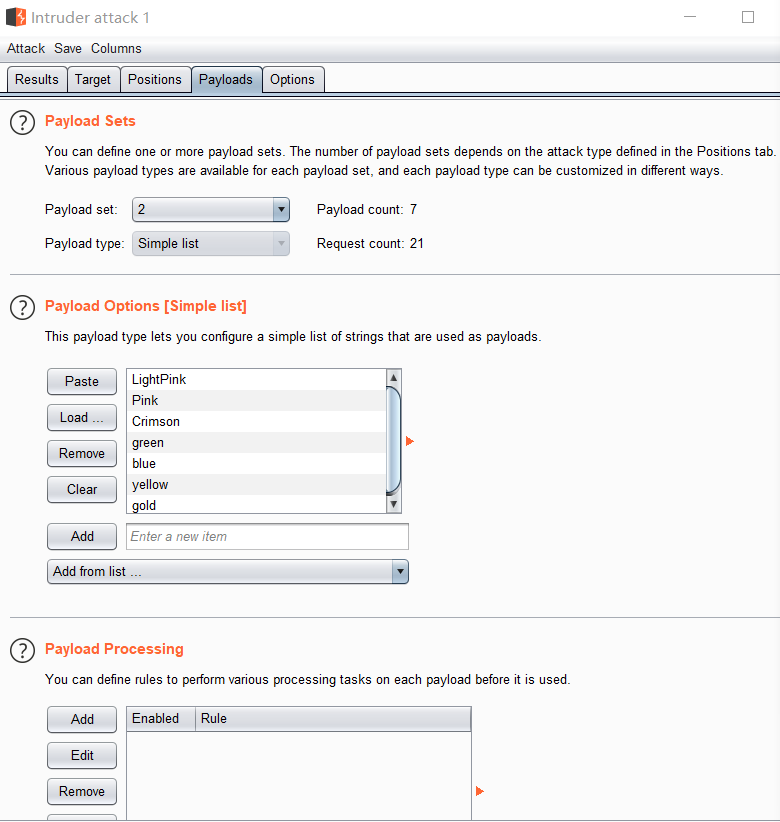 Intruder attack 1
Attack Save Columns
Results Target Positions Payloads Options
? Payload Sets
You can define one or more payload sets. The number of payload sets depends on the attack type defined in the Positions tab.
Various payload types are available for each payload set, and each payload type can be customized in different ways.
Payload set: 2 Payload count: 7
Payload type: Simple list Request count: 21
? Payload Options [Simple list]
This payload type lets you configure a simple list of strings that are used as payloads.
Paste
Load ...
Remove
Clear
LightPink
Pink
Crimson
green
blue
yellow
gold
Add Enter a new item
Add from list ...
? Payload Processing
You can define rules to perform various processing tasks on each payload before it is used.
Add
Edit
Remove
Enabled Rule